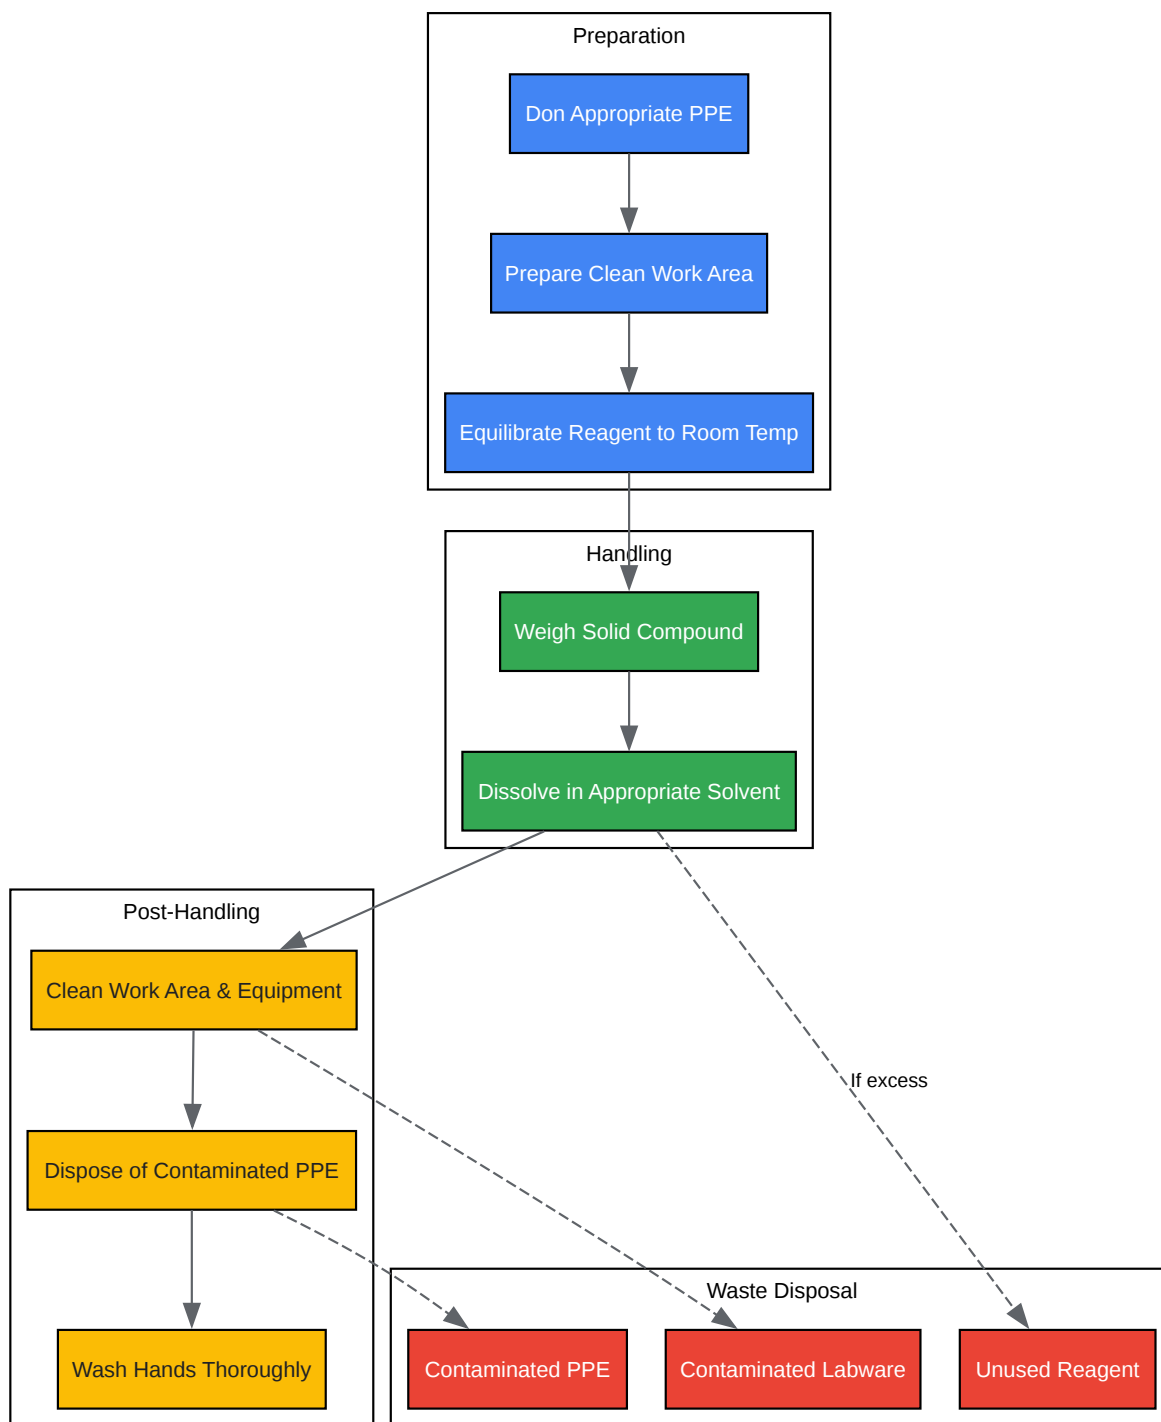 Preparation
Don Appropriate PPE
Prepare Clean Work Area
Equilibrate Reagent to Room Temp
Handling
Weigh Solid Compound
Dissolve in Appropriate Solvent
Post-Handling
Clean Work Area & Equipment
If excess
Dispose of Contaminated PPE
Waste Disposal
Wash Hands Thoroughly
Contaminated PPE
Contaminated Labware
Unused Reagent